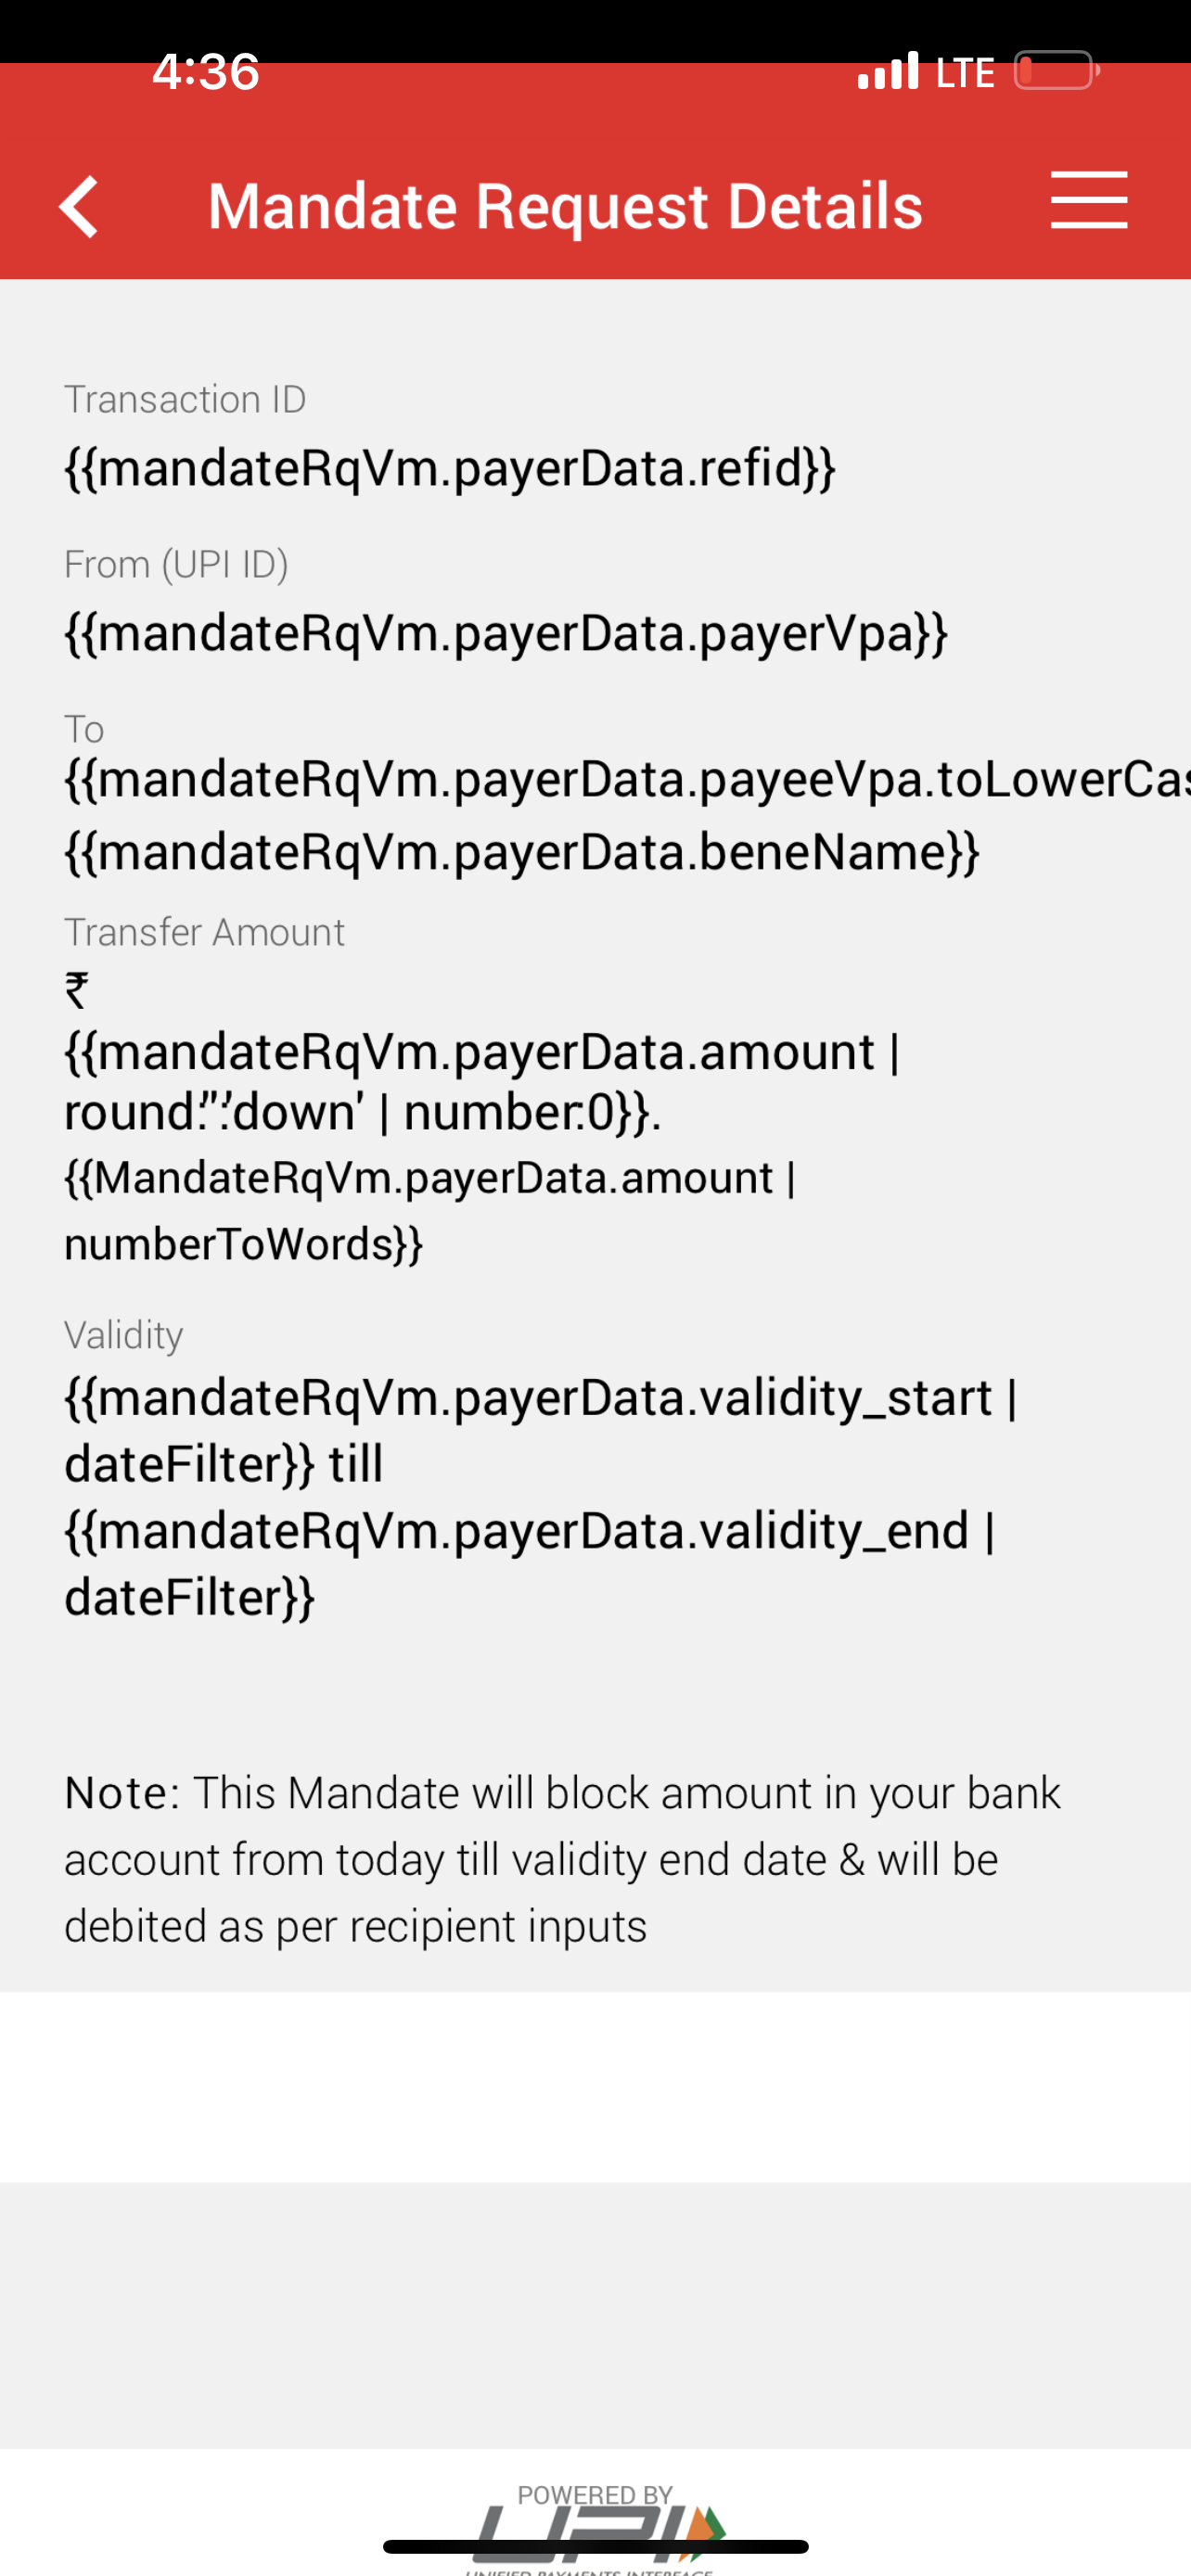 4:36
LTE
Mandate Request Details
Transaction ID
{{mandateRqVm.payerData.refid}}
From (UPI ID)
{{mandateRqVm.payerData.payerVpa}}
To
{{mandateRqVm.payerData.payeeVpa.toLowerCas
{{mandateRqVm.payerData.beneName}}
Transfer Amount
₹
{{mandateRqVm.payerData.amount |
round:'':'down' | number:0}}.
{{MandateRqVm.payerData.amount |
numberToWords}}
Validity
{{mandateRqVm.payerData.validity_start |
dateFilter}} till
{{mandateRqVm.payerData.validity_end |
dateFilter}}
Note: This Mandate will block amount in your bank
account from today till validity end date & will be
debited as per recipient inputs
POWERED BY
UPI
UNIFIED PAYMENTS INTERFACE